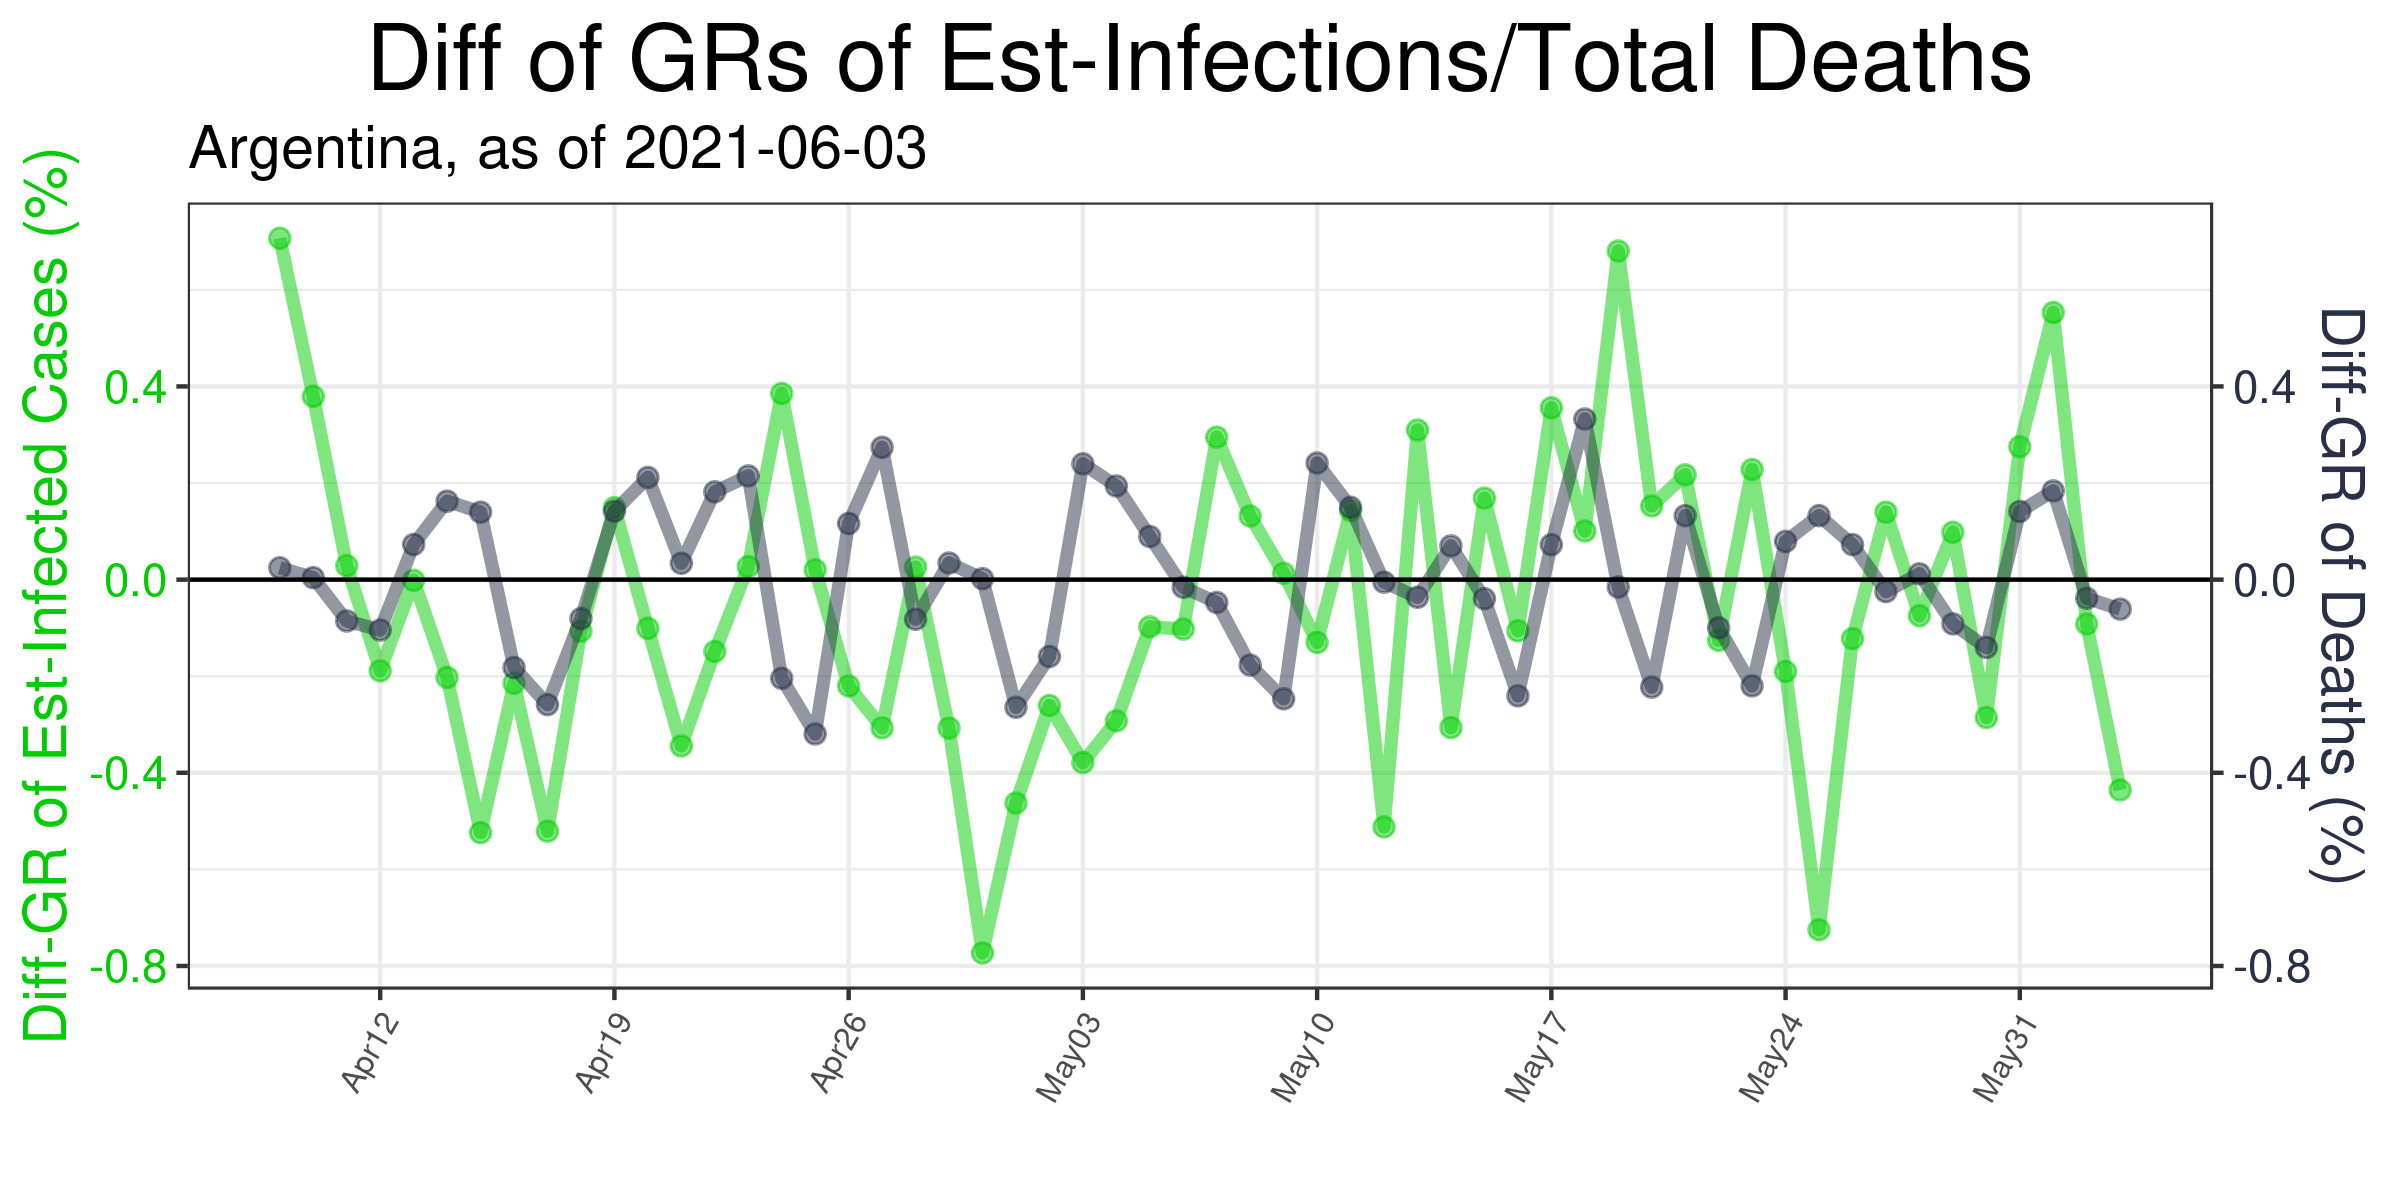 Diff of GRs of Est-Infections/Total Deaths
Argentina, as of 2021-06-03
Diff-GR of Est-Infected Cases (%)
0.4
0.0
-0.4
-0.8
0.4
0.0
-0.4
-0.8
Diff-GR of Deaths (%)
Apr12
Apr19
Apr26
May03
May10
May17
May24
May31